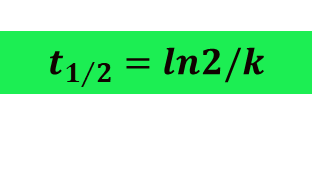 t₁/₂ = ln2/k